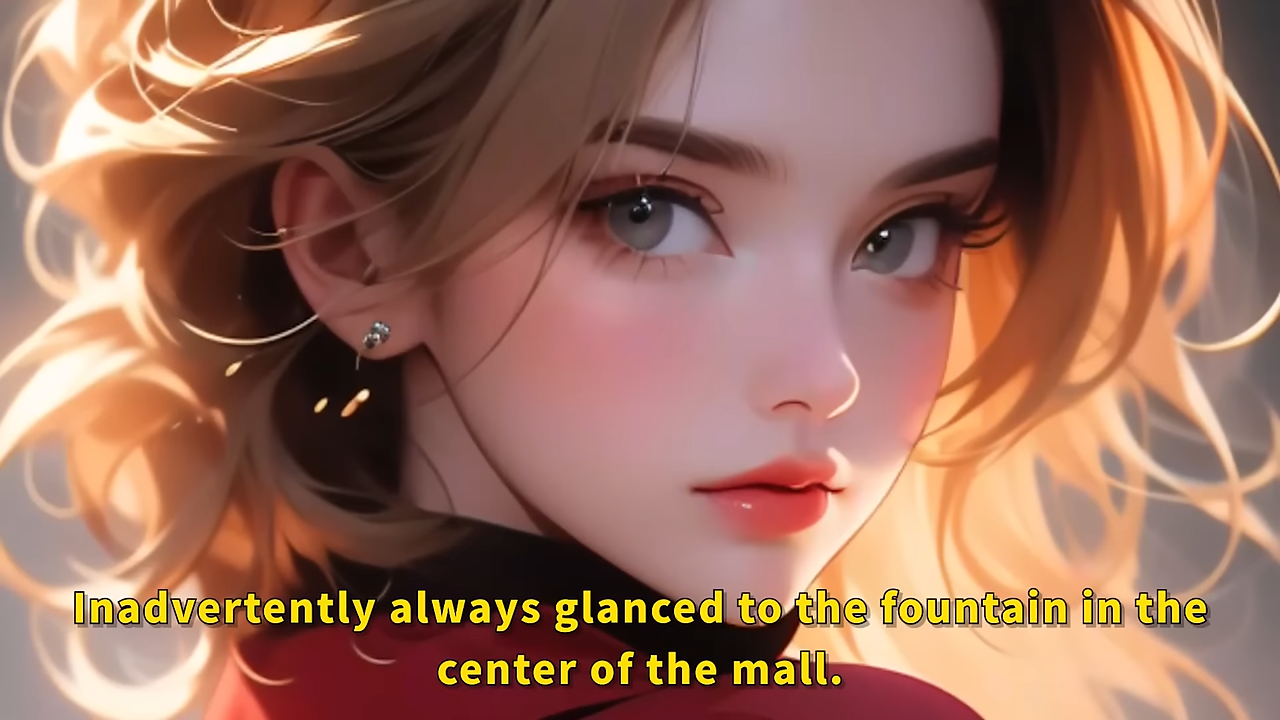 Inadvertently always glanced to the fountain in the
center of the mall.